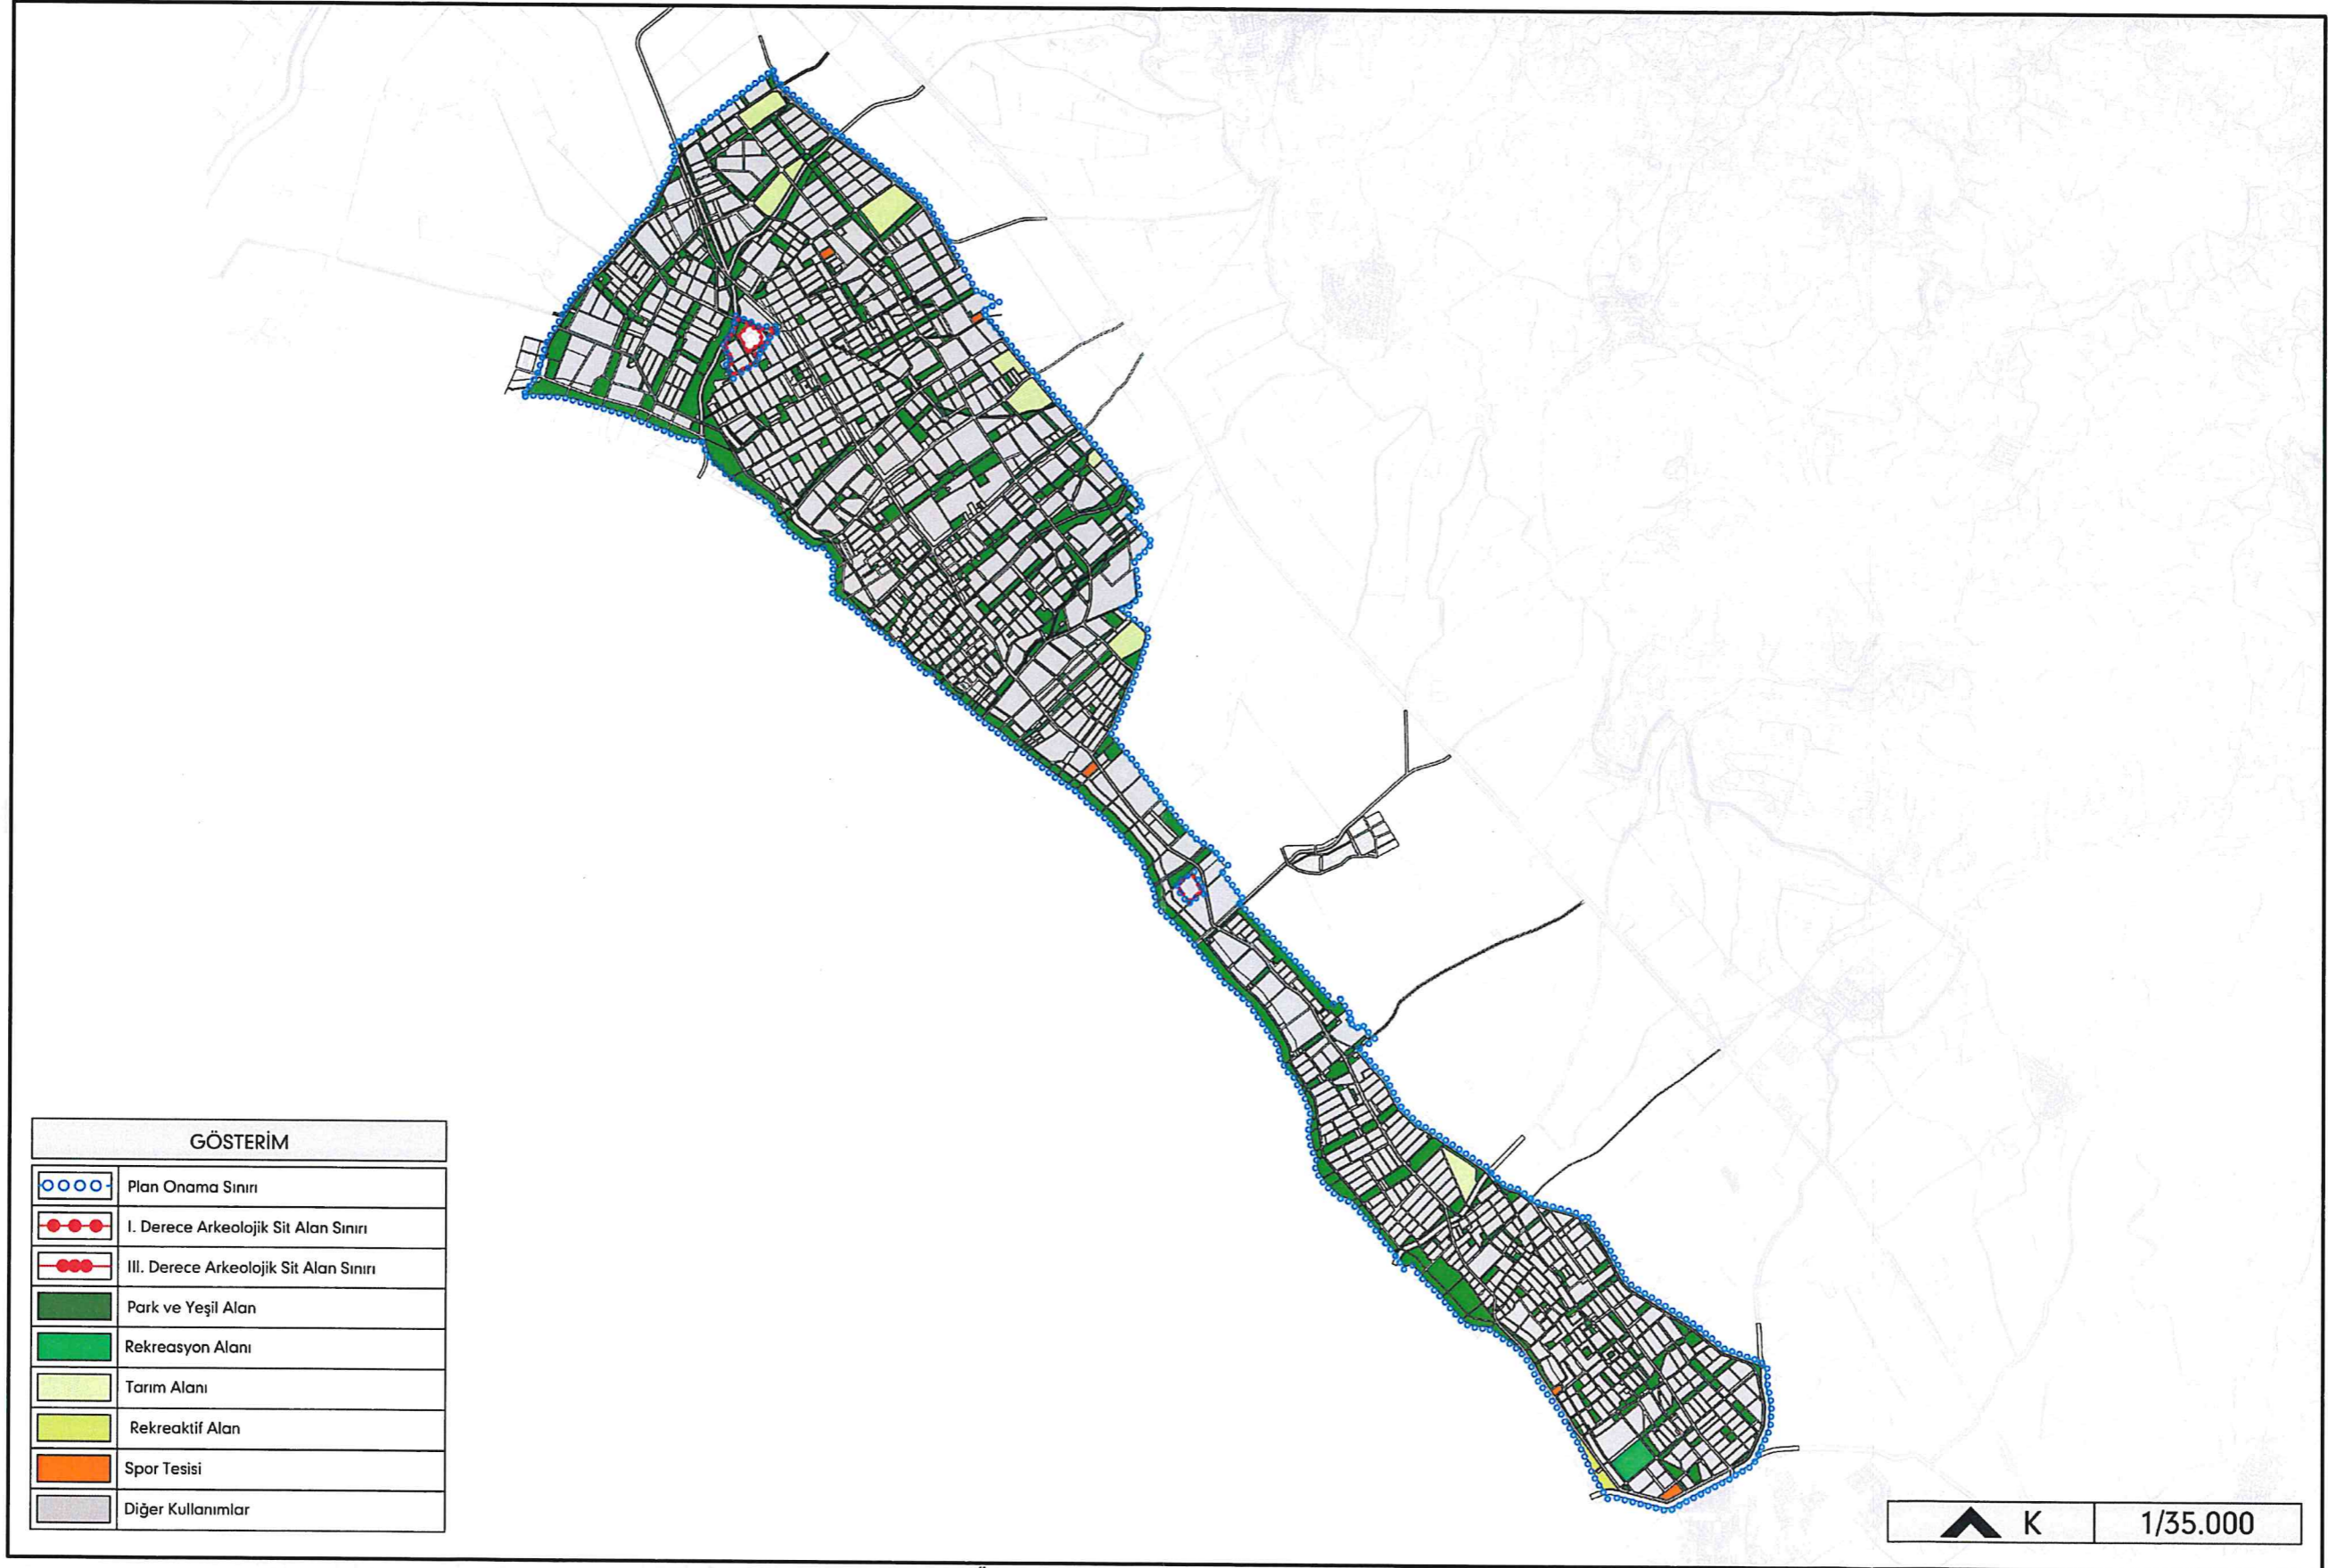 GÖSTERİM
Plan Onama Sınırı
I. Derece Arkeolojik Sit Alan Sınırı
III. Derece Arkeolojik Sit Alan Sınırı
Park ve Yeşil Alan
Rekreasyon Alanı
Tarım Alanı
Rekreaktif Alan
Spor Tesisi
Diğer Kullanımlar
K 1/35.000